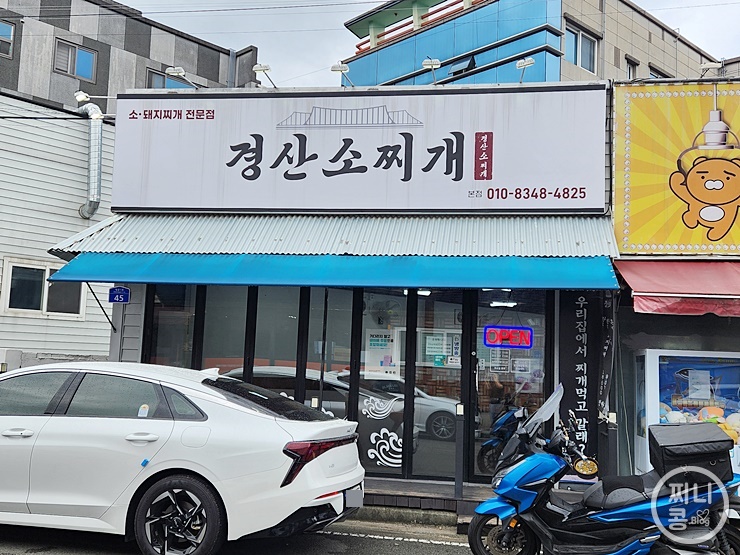 소·돼지찌개 전문점
경산소찌개
경산소찌개
본점 010-8348-4825
45
OPEN
우리집에서 찌개먹고 갈래?
찌니
콩.Blog